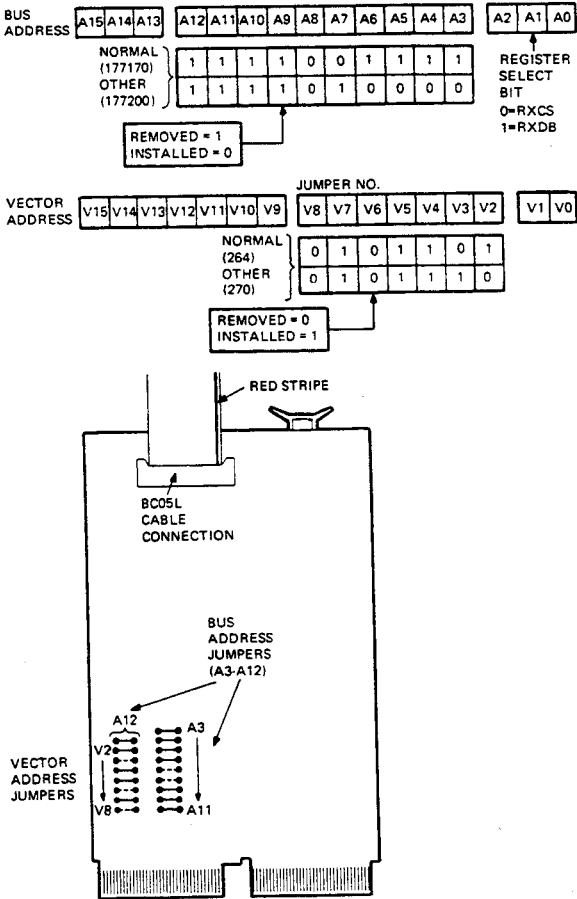 BUS ADDRESS A15 A14 A13 A12 A11 A10 A9 A8 A7 A6 A5 A4 A3 A2 A1 A0
NORMAL (177170) 1 1 1 1 0 0 1 1 1 1
OTHER (177200) 1 1 1 1 0 1 0 0 0 0
REGISTER
SELECT
BIT
0=RXCS
1=RXDB
REMOVED = 1
INSTALLED = 0
JUMPER NO.
VECTOR ADDRESS V15 V14 V13 V12 V11 V10 V9 V8 V7 V6 V5 V4 V3 V2 V1 V0
NORMAL (264) 0 1 0 1 1 0 1
OTHER (270) 0 1 0 1 1 1 0
REMOVED = 0
INSTALLED = 1
RED STRIPE
BC05L
CABLE
CONNECTION
BUS
ADDRESS
JUMPERS
(A3-A12)
A12
A3
V2
VECTOR
ADDRESS
JUMPERS
V8
A11